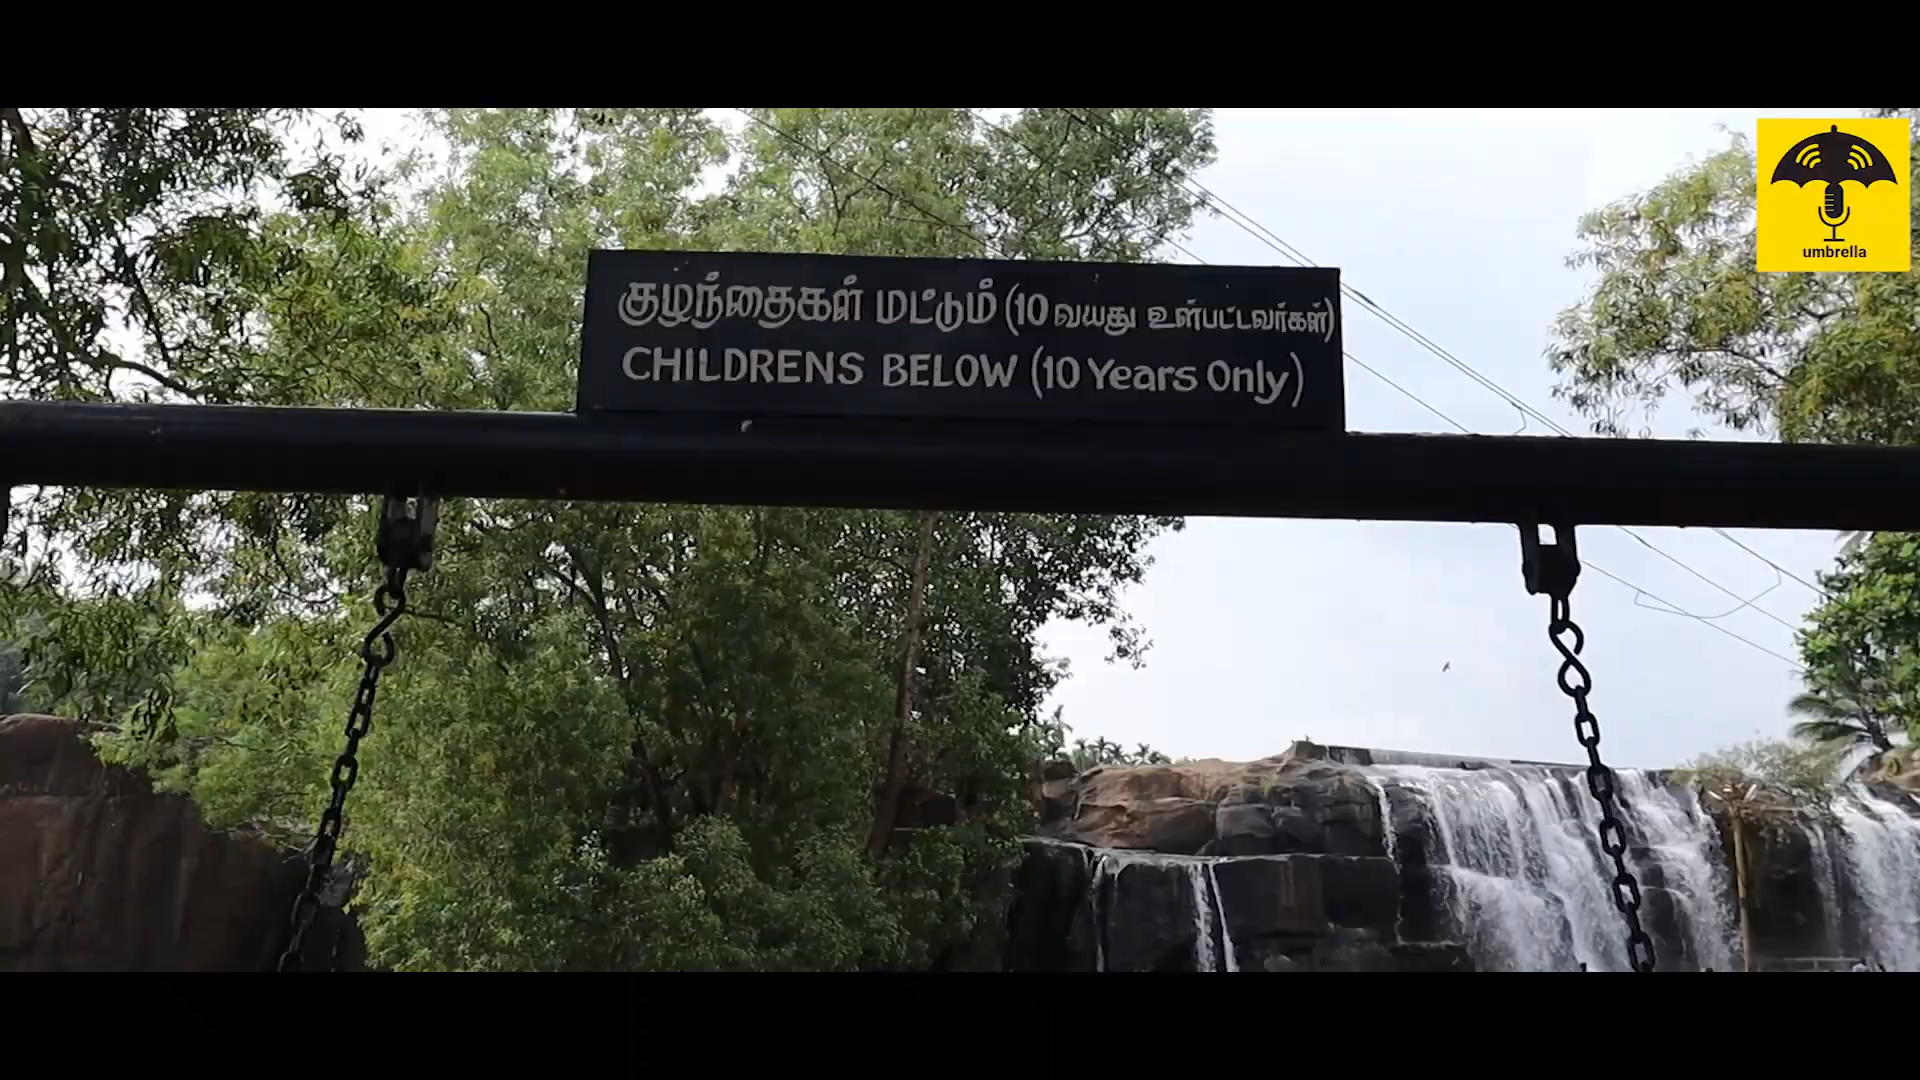 குழந்தைகள் மட்டும் (10 வயது உள்பட்டவர்கள்)
CHILDRENS BELOW (10 Years Only)
umbrella